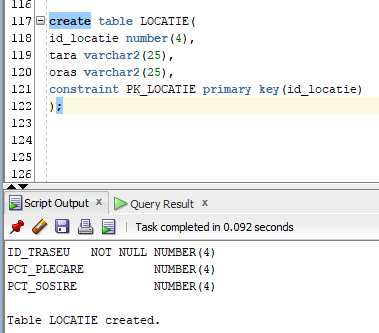 116
117 create table LOCATIE(
118 id_locatie number(4),
119 tara varchar2(25),
120 oras varchar2(25),
121 constraint PK_LOCATIE primary key(id_locatie)
122 );
123
124
125
126
Script Output x Query Result x
Task completed in 0.092 seconds
ID_TRASEU NOT NULL NUMBER(4)
PCT_PLECARE NUMBER(4)
PCT_SOSIRE NUMBER(4)
Table LOCATIE created.